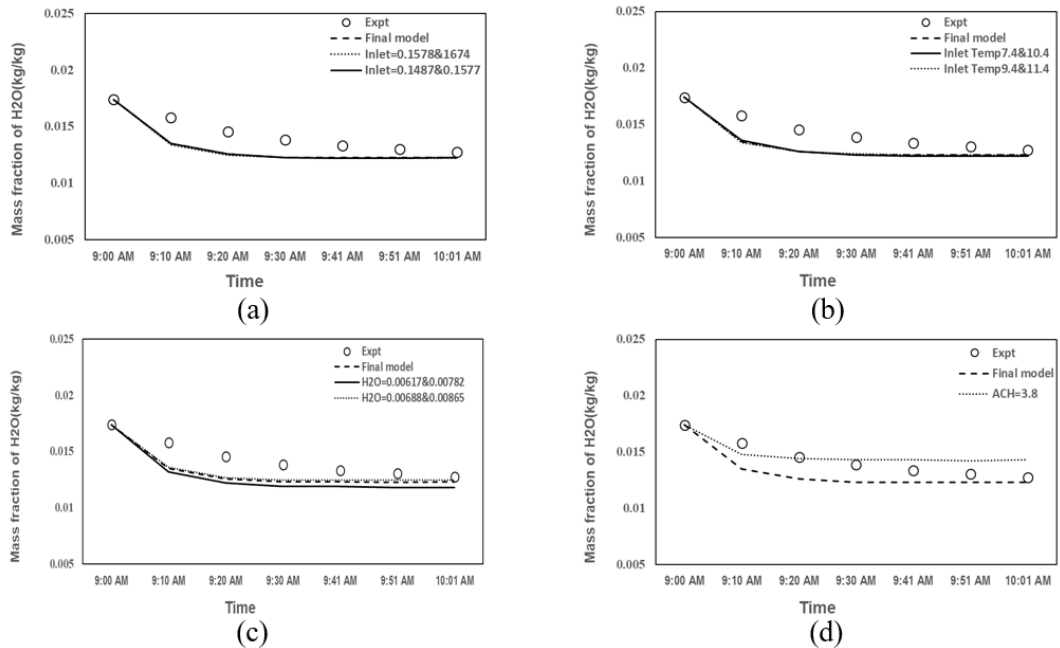 0.025
0.02
0.015
0.01
0.005
Mass fraction of H2O(kg/kg)
Expt
Final model
Inlet=0.1578&1674
Inlet=0.1487&0.1577
9:00 AM 9:10 AM 9:20 AM 9:30 AM 9:41 AM 9:51 AM 10:01 AM
Time
(a)
0.025
0.02
0.015
0.01
0.005
Mass fraction of H2O(kg/kg)
Expt
Final model
Inlet Temp7.4&10.4
Inlet Temp9.4&11.4
9:00 AM 9:10 AM 9:20 AM 9:30 AM 9:41 AM 9:51 AM 10:01 AM
Time
(b)
0.025
0.02
0.015
0.01
0.005
Mass fraction of H2O(kg/kg)
Expt
Final model
H2O=0.00617&0.00782
H2O=0.00688&0.00865
9:00 AM 9:10 AM 9:20 AM 9:30 AM 9:41 AM 9:51 AM 10:01 AM
Time
(c)
0.025
0.02
0.015
0.01
0.005
Mass fraction of H2O(kg/kg)
Expt
Final model
ACH=3.8
9:00 AM 9:10 AM 9:20 AM 9:30 AM 9:41 AM 9:51 AM 10:01 AM
Time
(d)